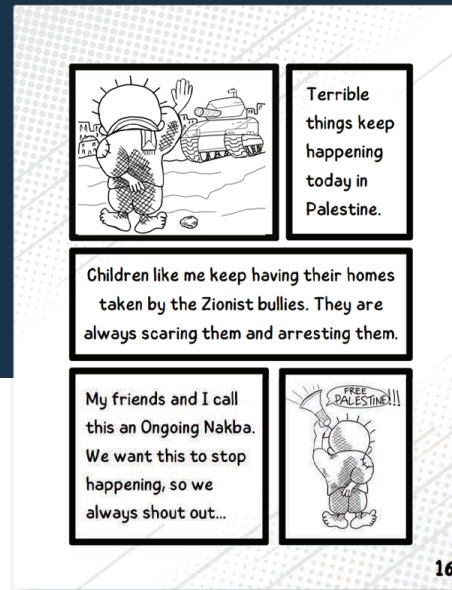 Terrible
things keep
happening
today in
Palestine.
Children like me keep having their homes
taken by the Zionist bullies. They are
always scaring them and arresting them.
My friends and I call
this an Ongoing Nakba.
We want this to stop
happening, so we
always shout out...
FREE
PALESTINE!!!
16